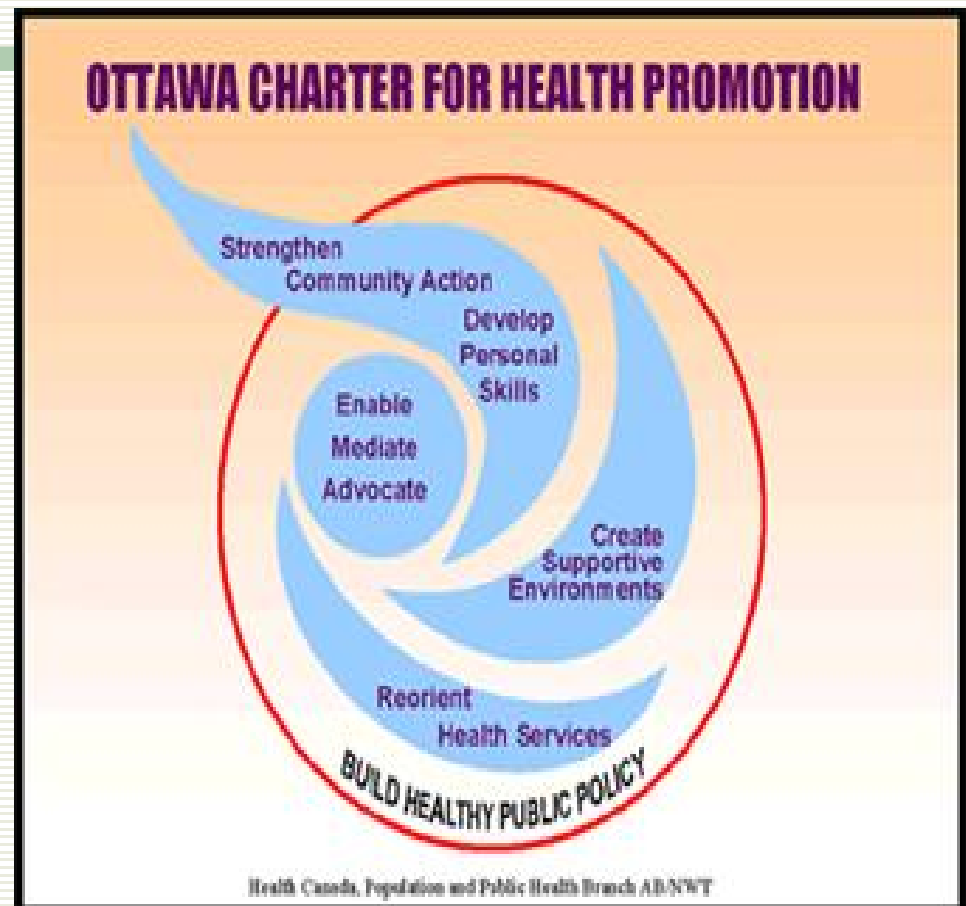 OTTAWA CHARTER FOR HEALTH PROMOTION
Strengthen
Community Action
Develop
Personal
Skills
Enable
Mediate
Advocate
Create
Supportive
Environments
Reorient
Health Services
BUILD HEALTHY PUBLIC POLICY
Health Canada, Population and Public Health Branch AB/NWT